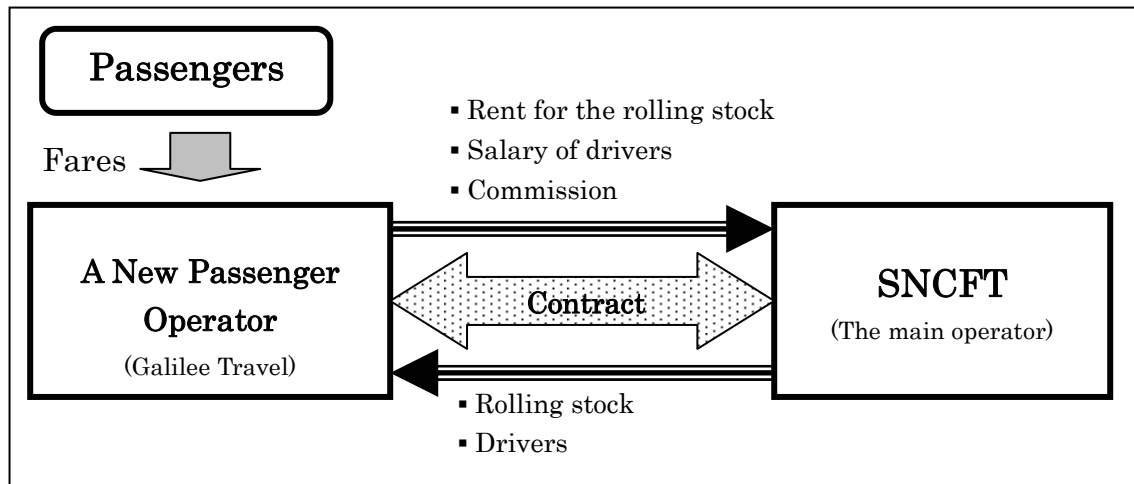 Passengers
Fares
▪ Rent for the rolling stock
▪ Salary of drivers
▪ Commission
A New Passenger
Operator
(Galilee Travel)
Contract
SNCFT
(The main operator)
▪ Rolling stock
▪ Drivers